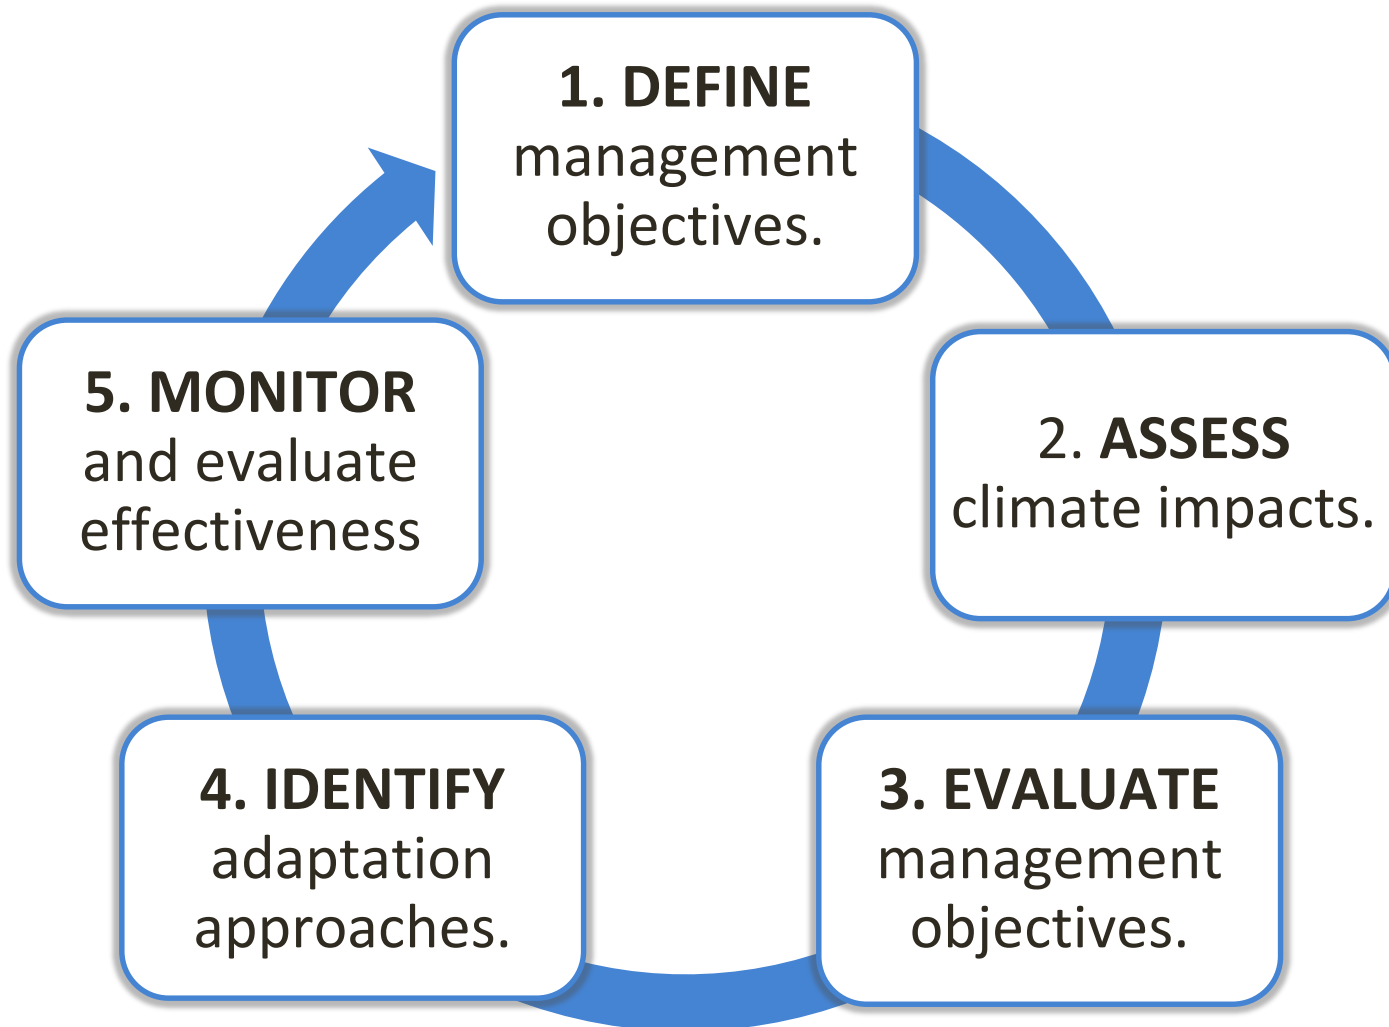 1. DEFINE
management
objectives.
2. ASSESS
climate impacts.
3. EVALUATE
management
objectives.
4. IDENTIFY
adaptation
approaches.
5. MONITOR
and evaluate
effectiveness